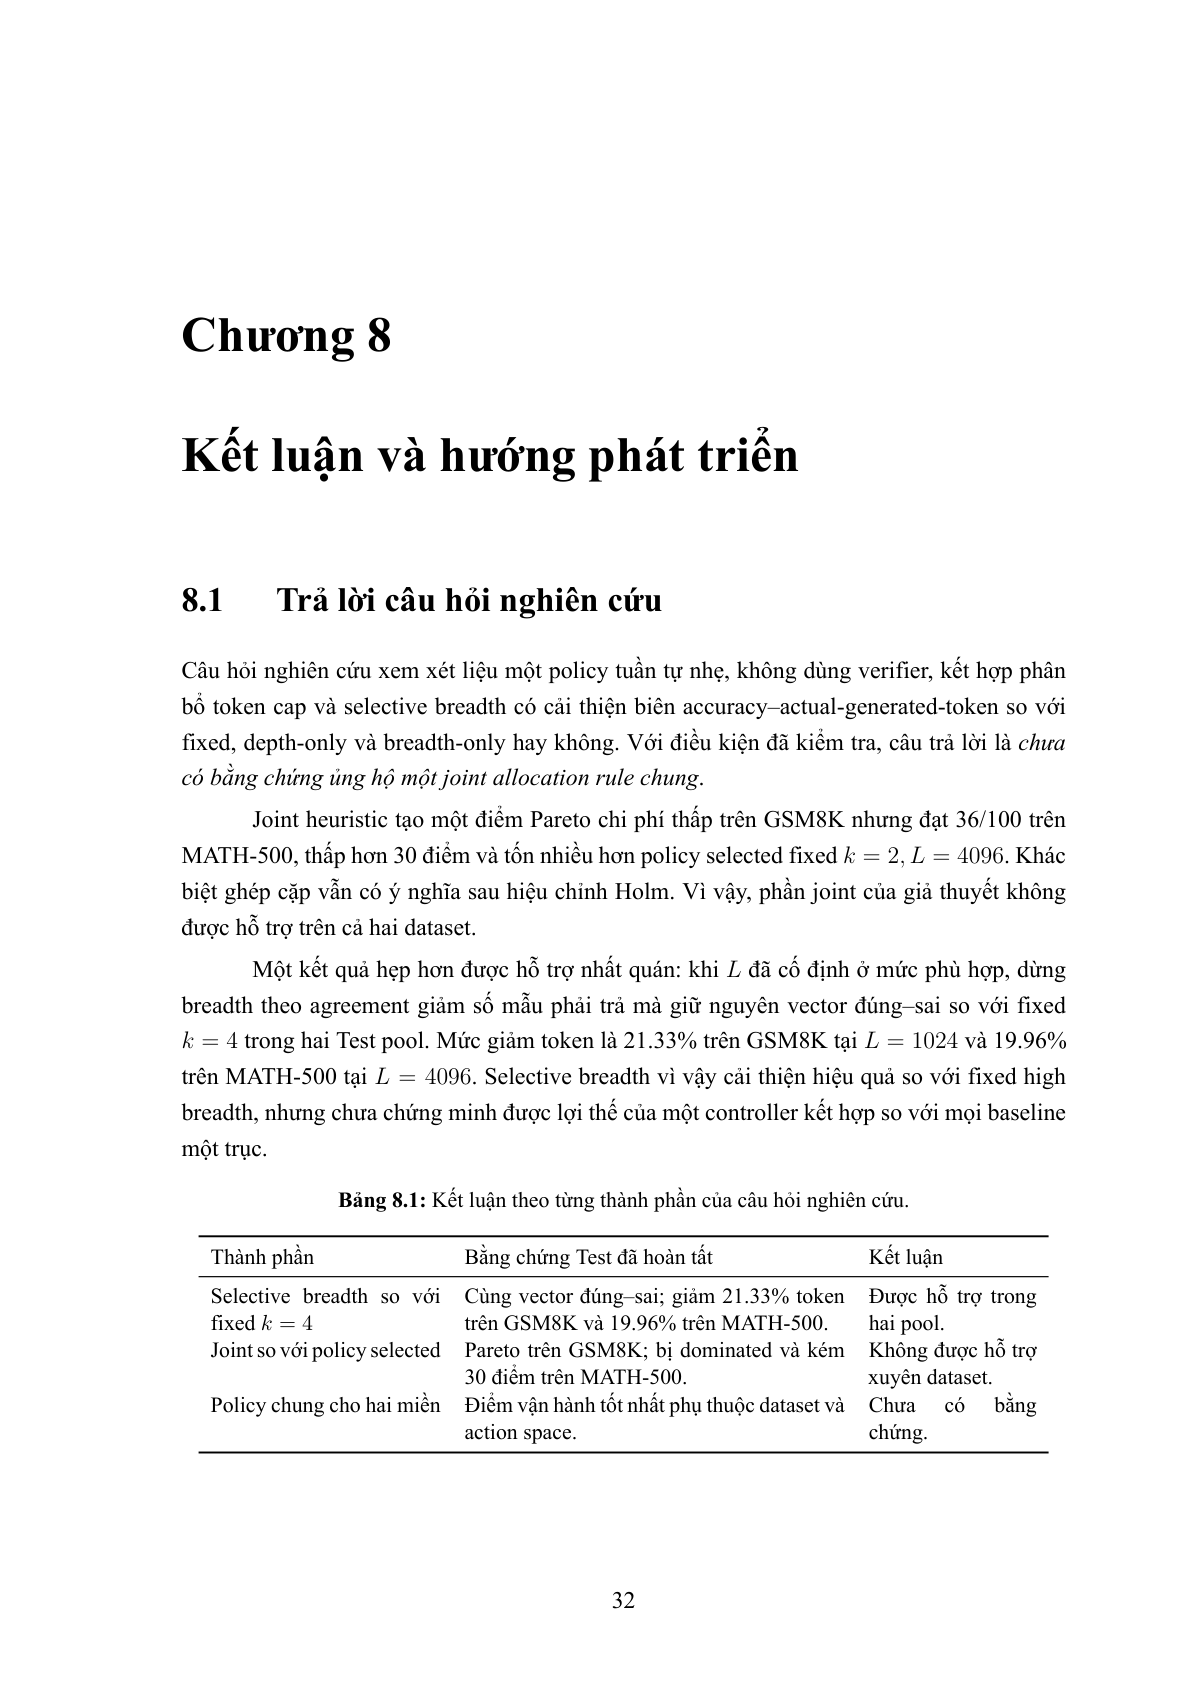 Chương 8
Kết luận và hướng phát triển
8.1 Trả lời câu hỏi nghiên cứu
Câu hỏi nghiên cứu xem xét liệu một policy tuần tự nhẹ, không dùng verifier, kết hợp phân
bổ token cap và selective breadth có cải thiện biên accuracy–actual-generated-token so với
fixed, depth-only và breadth-only hay không. Với điều kiện đã kiểm tra, câu trả lời là chưa
có bằng chứng ủng hộ một joint allocation rule chung.
Joint heuristic tạo một điểm Pareto chi phí thấp trên GSM8K nhưng đạt 36/100 trên
MATH-500, thấp hơn 30 điểm và tốn nhiều hơn policy selected fixed k = 2, L = 4096. Khác
biệt ghép cặp vẫn có ý nghĩa sau hiệu chỉnh Holm. Vì vậy, phần joint của giả thuyết không
được hỗ trợ trên cả hai dataset.
Một kết quả hẹp hơn được hỗ trợ nhất quán: khi L đã cố định ở mức phù hợp, dừng
breadth theo agreement giảm số mẫu phải trả mà giữ nguyên vector đúng–sai so với fixed
k = 4 trong hai Test pool. Mức giảm token là 21.33% trên GSM8K tại L = 1024 và 19.96%
trên MATH-500 tại L = 4096. Selective breadth vì vậy cải thiện hiệu quả so với fixed high
breadth, nhưng chưa chứng minh được lợi thế của một controller kết hợp so với mọi baseline
một trục.
Bảng 8.1: Kết luận theo từng thành phần của câu hỏi nghiên cứu.
Thành phần Bằng chứng Test đã hoàn tất Kết luận
Selective breadth so với Cùng vector đúng–sai; giảm 21.33% token Được hỗ trợ trong
fixed k = 4 trên GSM8K và 19.96% trên MATH-500. hai pool.
Joint so với policy selected Pareto trên GSM8K; bị dominated và kém Không được hỗ trợ
30 điểm trên MATH-500. xuyên dataset.
Policy chung cho hai miền Điểm vận hành tốt nhất phụ thuộc dataset và Chưa có bằng
action space. chứng.
32